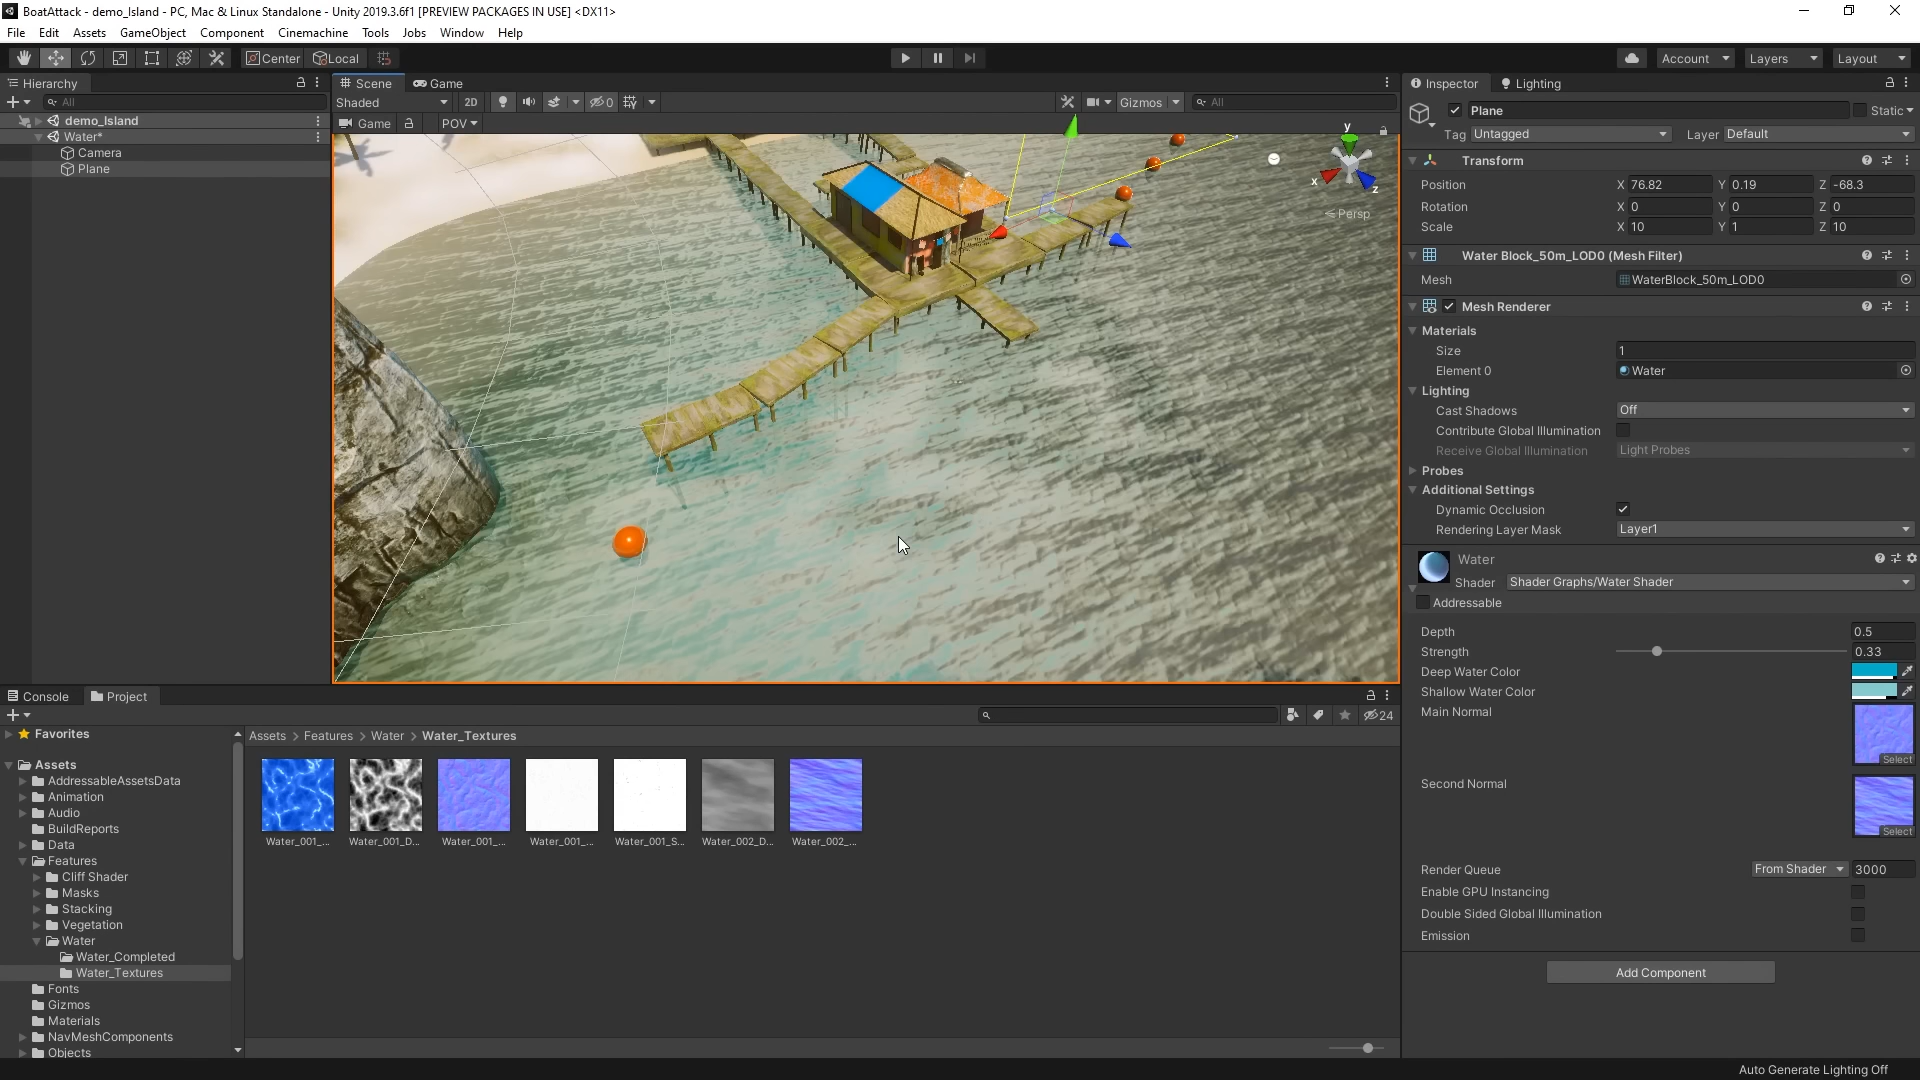 BoatAttack - demo_Island - PC, Mac & Linux Standalone - Unity 2019.3.6f1 [PREVIEW PACKAGES IN USE] <DX11>
File Edit Assets GameObject Component Cinemachine Tools Jobs Window Help
Center Local Account Layers Layout
Hierarchy
All
demo_Island
Water*
Camera
Plane
Scene Game
Shaded 2D 0 Gizmos All
Game POV
y
x
z
Persp
Inspector Lighting
Plane Static
Tag Untagged Layer Default
Transform
Position X 76.82 Y 0.19 Z -68.3
Rotation X 0 Y 0 Z 0
Scale X 10 Y 1 Z 10
Water Block_50m_LOD0 (Mesh Filter)
Mesh WaterBlock_50m_LOD0
Mesh Renderer
Materials
Size 1
Element 0 Water
Lighting
Cast Shadows Off
Contribute Global Illumination
Receive Global Illumination Light Probes
Probes
Additional Settings
Dynamic Occlusion
Rendering Layer Mask Layer1
Water
Shader Shader Graphs/Water Shader
Addressable
Depth 0.5
Strength 0.33
Deep Water Color
Shallow Water Color
Main Normal
Select
Second Normal
Select
Render Queue From Shader 3000
Enable GPU Instancing
Double Sided Global Illumination
Emission
Add Component
Console Project
24
Favorites
Assets
AddressableAssetsData
Animation
Audio
BuildReports
Data
Features
Cliff Shader
Masks
Stacking
Vegetation
Water
Water_Completed
Water_Textures
Fonts
Gizmos
Materials
NavMeshComponents
Objects
Assets > Features > Water > Water_Textures
Water_001_... Water_001_D... Water_001_... Water_001_... Water_001_S... Water_002_D... Water_002_...
Auto Generate Lighting Off